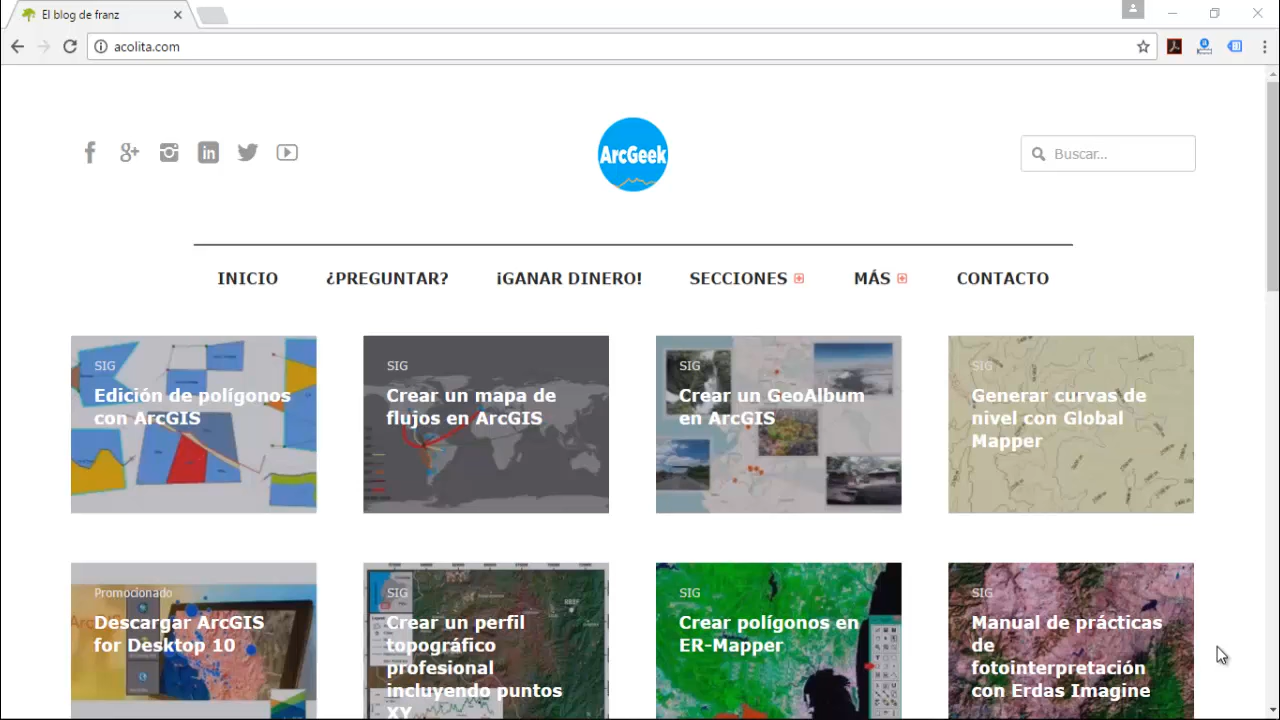 El blog de franz
acolita.com
ArcGeek
Buscar...
INICIO
¿PREGUNTAR?
¡GANAR DINERO!
SECCIONES
MÁS
CONTACTO
SIG
Edición de polígonos
con ArcGIS
SIG
Crear un mapa de
flujos en ArcGIS
SIG
Crear un GeoAlbum
en ArcGIS
SIG
Generar curvas de
nivel con Global
Mapper
Promocionado
Descargar ArcGIS
for Desktop 10
SIG
Crear un perfil
topográfico
profesional
incluyendo puntos
XY
SIG
Crear polígonos en
ER-Mapper
SIG
Manual de prácticas
de
fotointerpretación
con Erdas Imagine